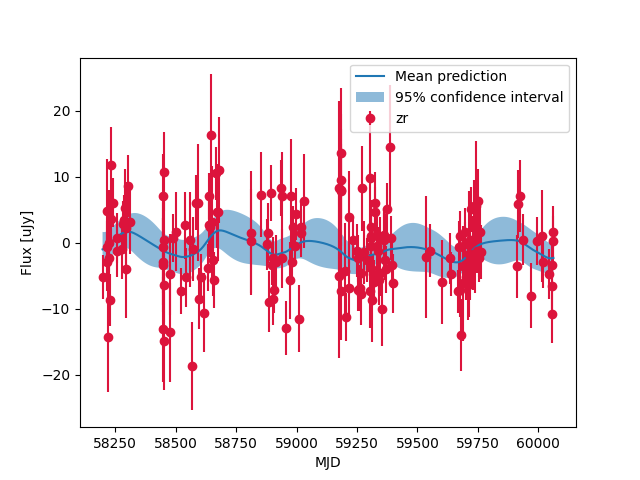 Mean prediction
95% confidence interval
zr
Flux [uJy]
20
10
0
−10
−20
58250 58500 58750 59000 59250 59500 59750 60000
MJD